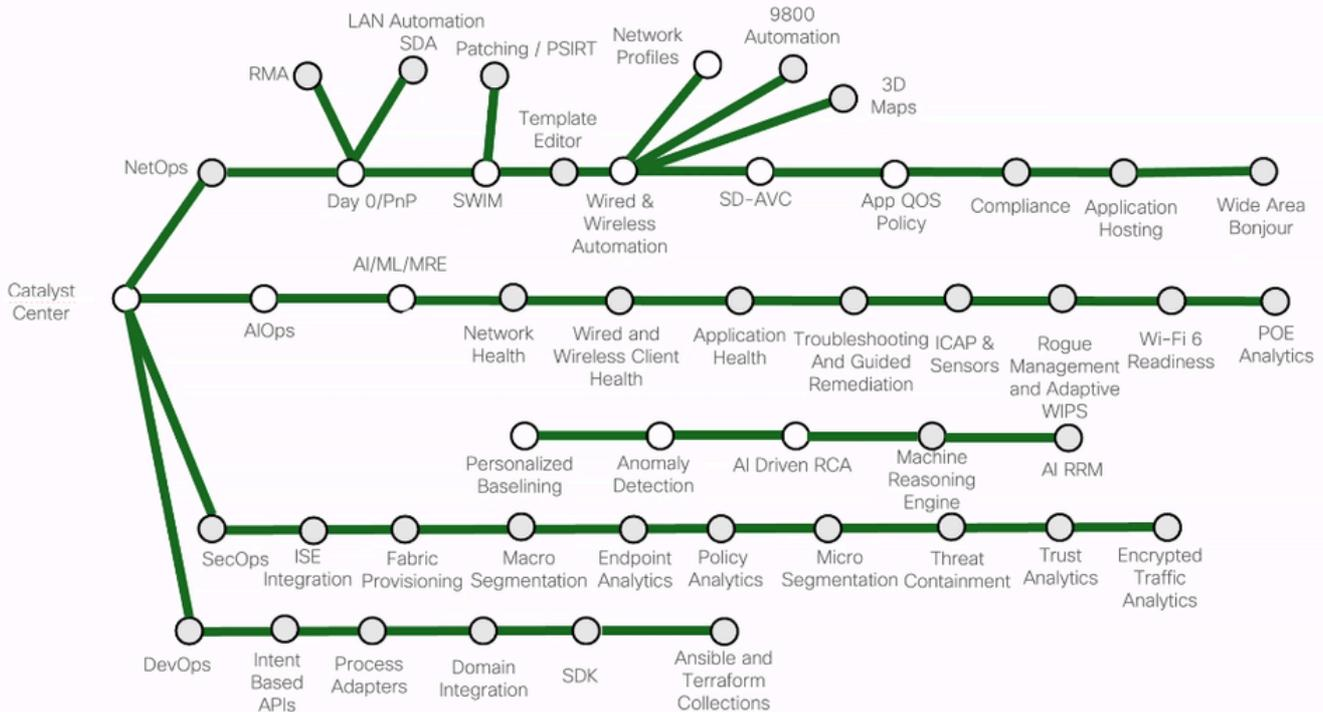 LAN Automation
SDA
RMA
Patching / PSIRT
Network
Profiles
9800
Automation
3D
Maps
Template
Editor
NetOps
Day 0/PnP
SWIM
Wired &
Wireless
Automation
SD-AVC
App QOS
Policy
Compliance
Application
Hosting
Wide Area
Bonjour
Catalyst
Center
AIOps
AI/ML/MRE
Network
Health
Wired and
Wireless Client
Health
Application
Health
Troubleshooting
And Guided
Remediation
ICAP &
Sensors
Rogue
Management
and Adaptive
WIPS
Wi-Fi 6
Readiness
POE
Analytics
Personalized
Baselining
Anomaly
Detection
AI Driven RCA
Machine
Reasoning
Engine
AI RRM
SecOps
ISE
Integration
Fabric
Provisioning
Macro
Segmentation
Endpoint
Analytics
Policy
Analytics
Micro
Segmentation
Threat
Containment
Trust
Analytics
Encrypted
Traffic
Analytics
DevOps
Intent
Based
APIs
Process
Adapters
Domain
Integration
SDK
Ansible and
Terraform
Collections